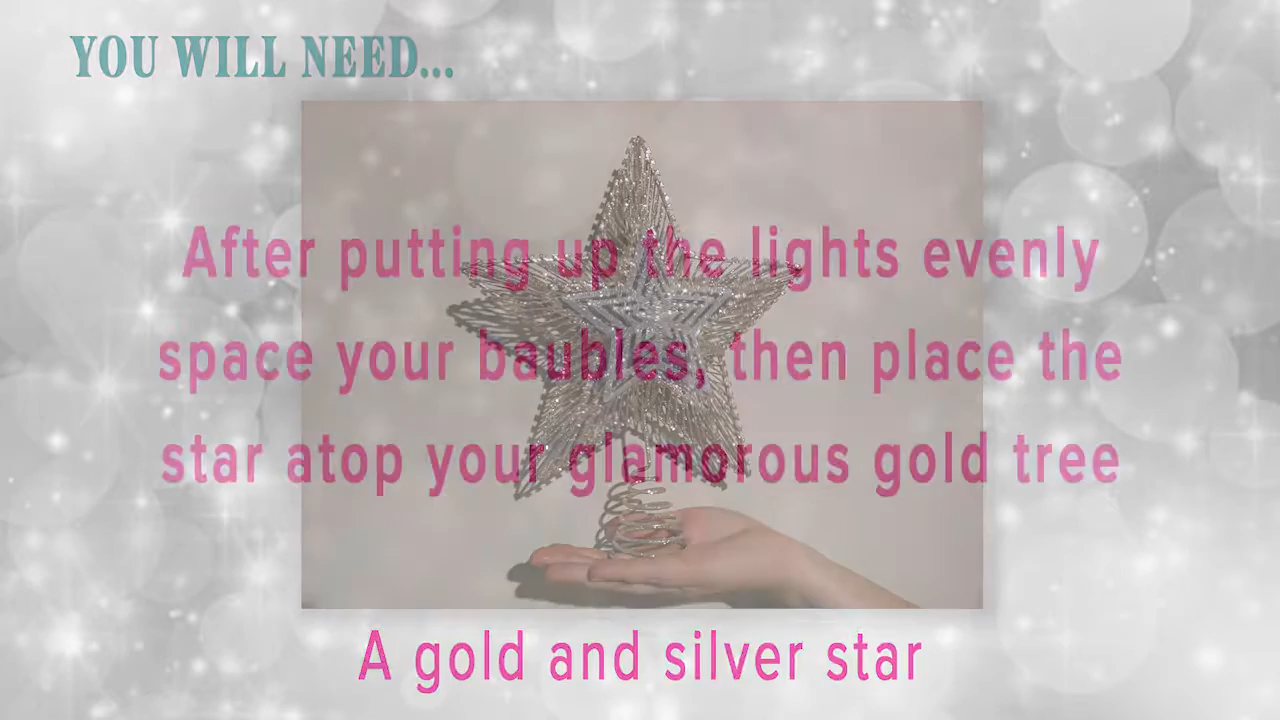 YOU WILL NEED...
After putting up the lights evenly
space your baubles, then place the
star atop your glamorous gold tree
A gold and silver star